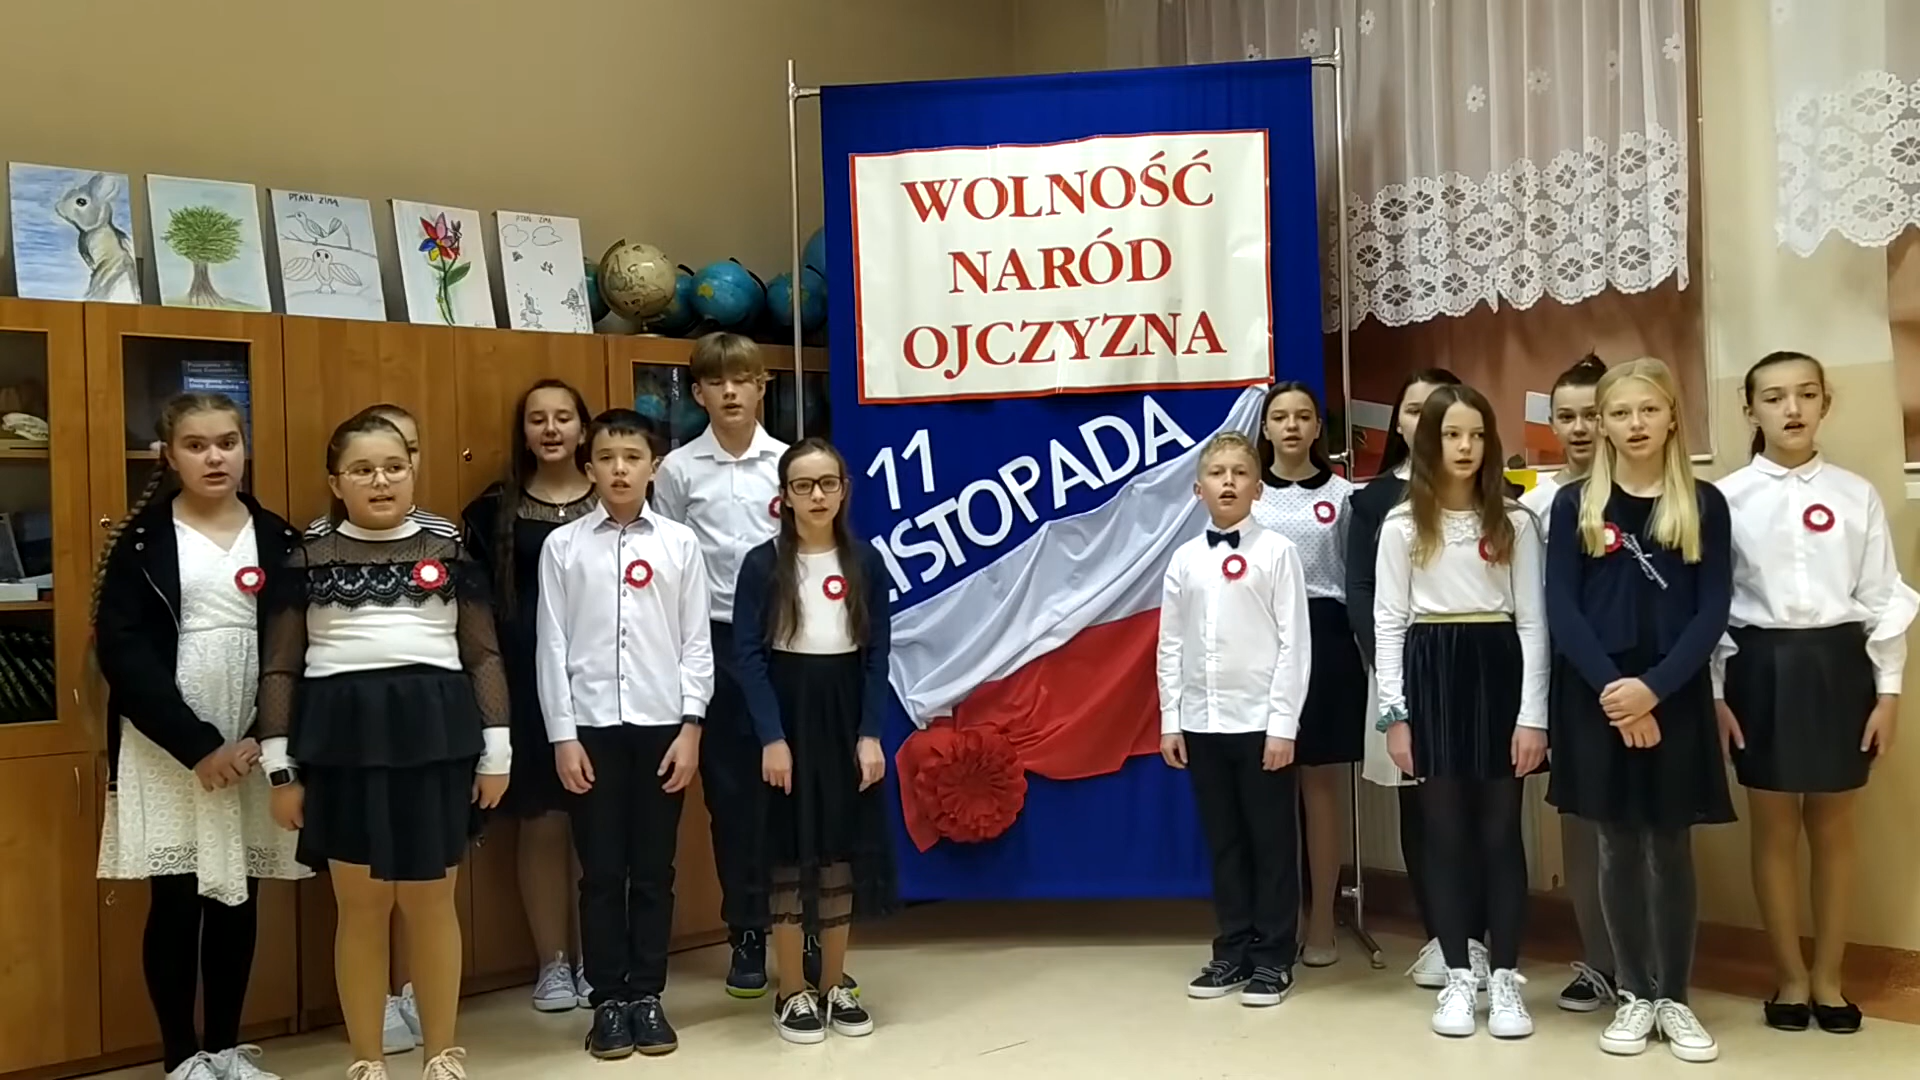 PTAKI ZIMĄ
WOLNOŚĆ
NARÓD
OJCZYZNA
11
LISTOPADA